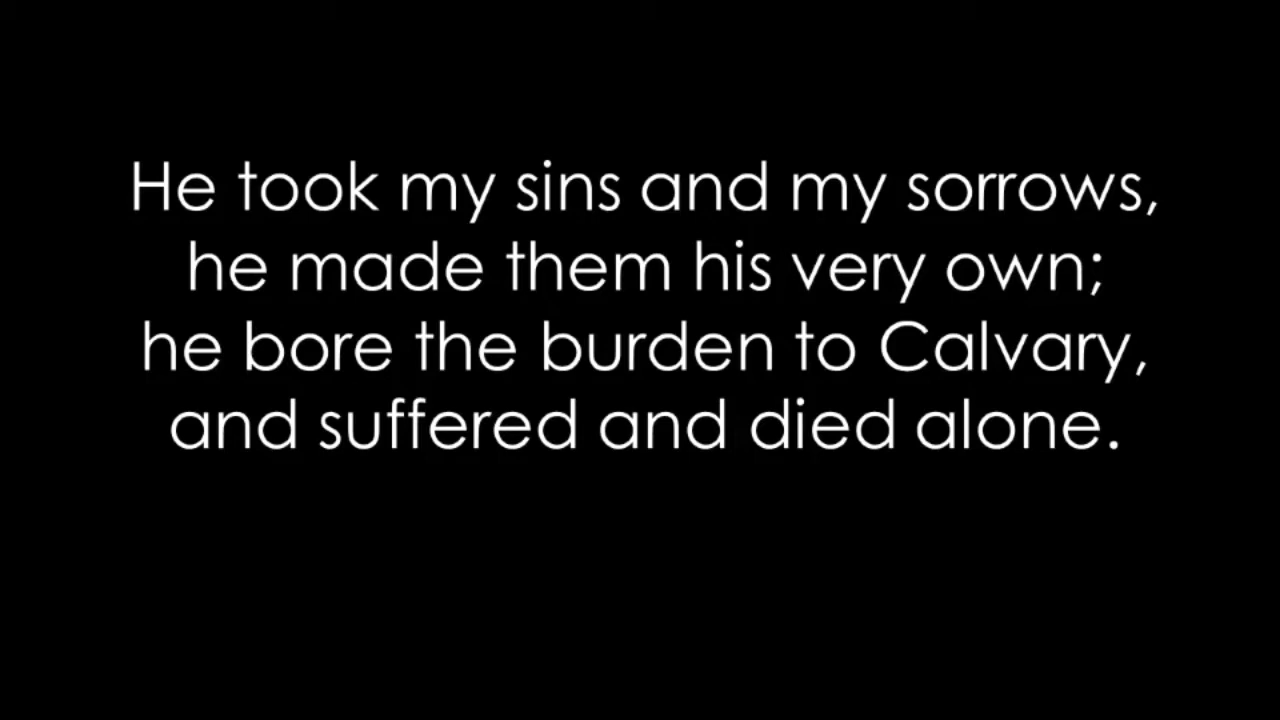 He took my sins and my sorrows,
he made them his very own;
he bore the burden to Calvary,
and suffered and died alone.